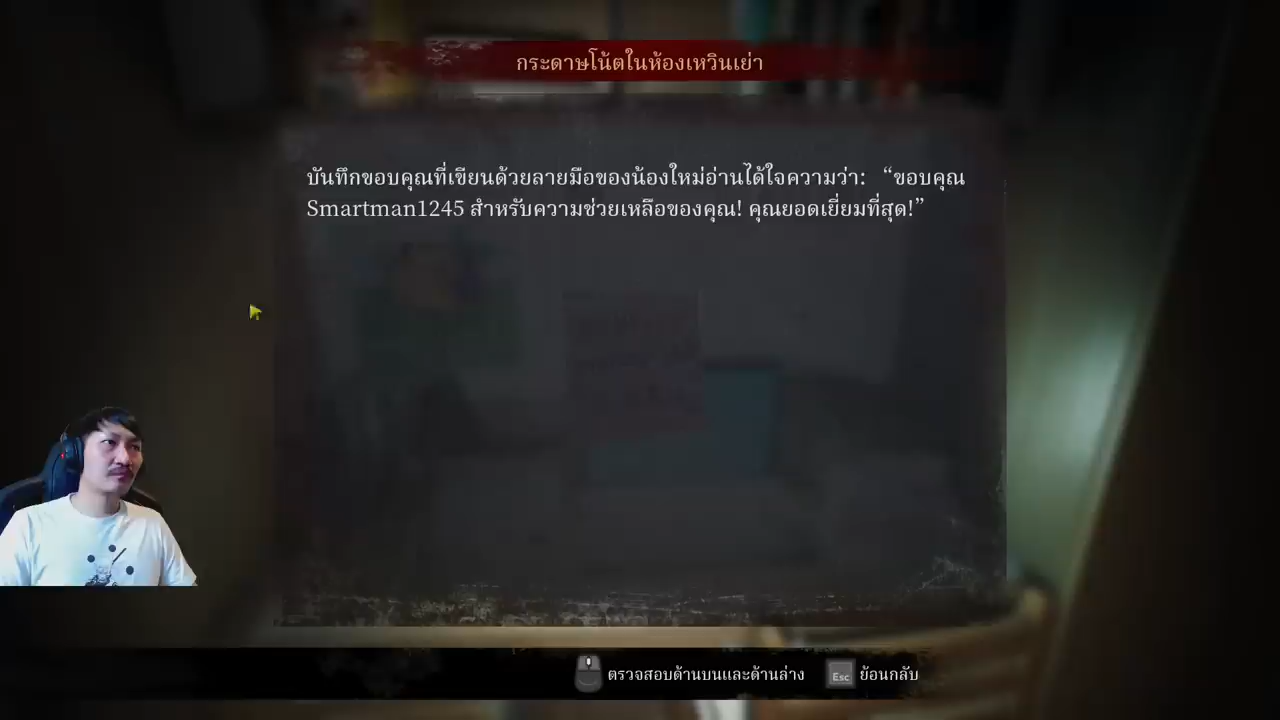 กระดาษโน้ตในห้องเหวินเย่า
บันทึกขอบคุณที่เขียนด้วยลายมือของน้องใหม่อ่านได้ใจความว่า: “ขอบคุณ
Smartman1245 สำหรับความช่วยเหลือของคุณ! คุณยอดเยี่ยมที่สุด!”
ตรวจสอบด้านบนและด้านล่าง Esc ย้อนกลับ